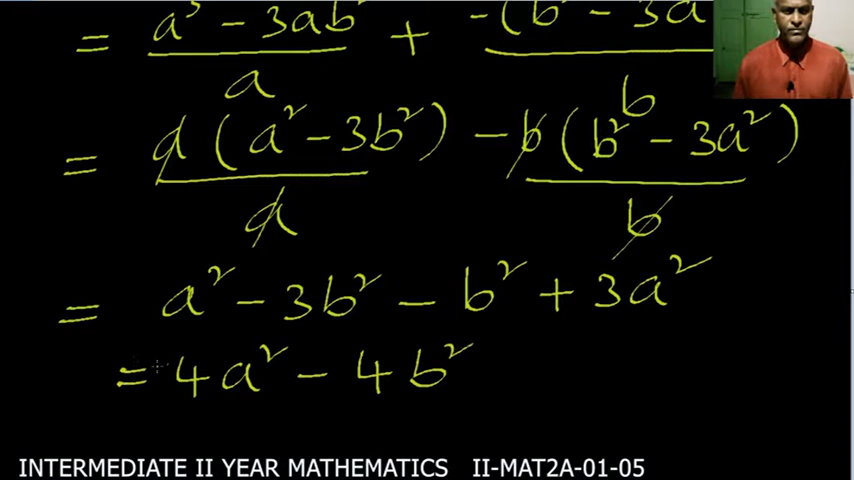 = a³ - 3ab² + -(b³ - 3a
a b
= a(a² - 3b²) - b(b² - 3a²)
a b
= a² - 3b² - b² + 3a²
= 4a² - 4b²
INTERMEDIATE II YEAR MATHEMATICS II-MAT2A-01-05